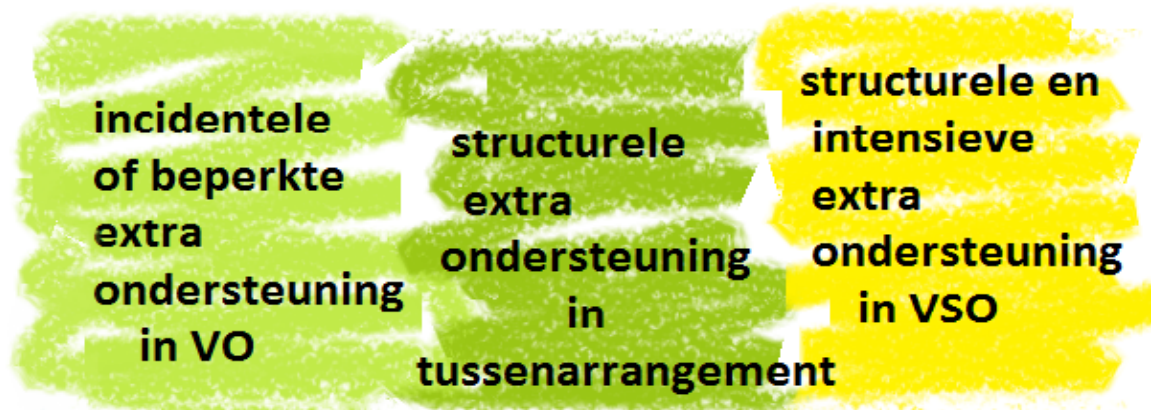 incidentele
of beperkte
extra
ondersteuning
in VO
structurele
extra
ondersteuning
in
tussenarrangement
structurele en
intensieve
extra
ondersteuning
in VSO